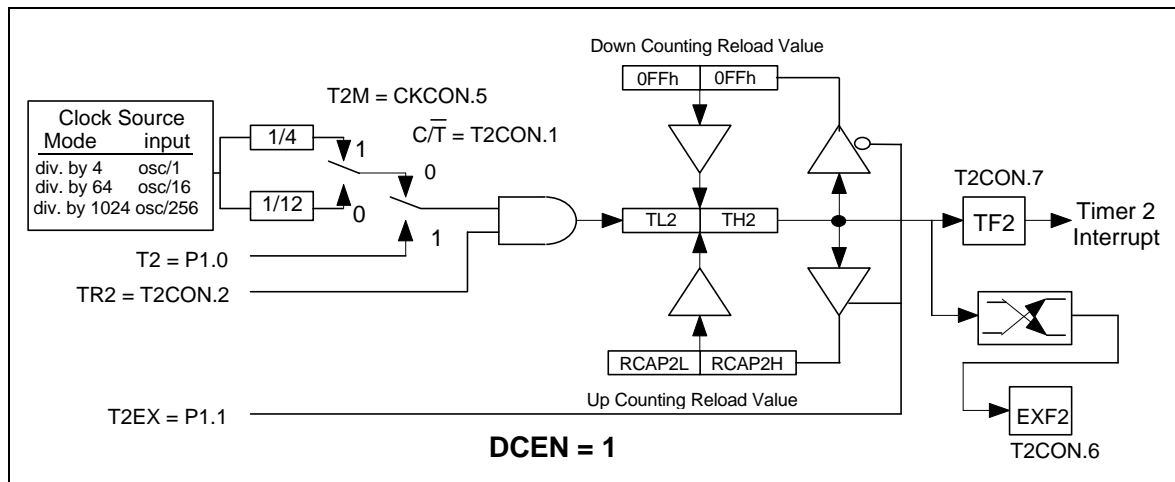 Down Counting Reload Value
0FFh 0FFh
T2M = CKCON.5
Clock Source
Mode input
div. by 4 osc/1
div. by 64 osc/16
div. by 1024 osc/256
1/4
1/12
1
0
C/T̅ = T2CON.1
0
1
T2 = P1.0
TR2 = T2CON.2
TL2 TH2
T2CON.7
TF2
Timer 2
Interrupt
RCAP2L RCAP2H
Up Counting Reload Value
T2EX = P1.1
EXF2
T2CON.6
DCEN = 1